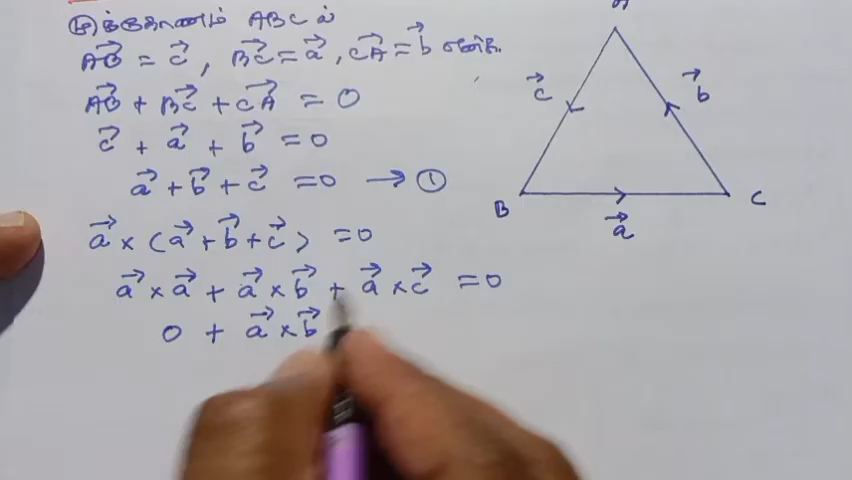 முக்கோணம் ABC ல்
AB⃗ = c⃗, BC⃗ = a⃗, CA⃗ = b⃗ என்க.
AB⃗ + BC⃗ + CA⃗ = 0
c⃗ + a⃗ + b⃗ = 0
a⃗ + b⃗ + c⃗ = 0 → ①
a⃗ × (a⃗ + b⃗ + c⃗) = 0
a⃗ × a⃗ + a⃗ × b⃗ + a⃗ × c⃗ = 0
0 + a⃗ × b⃗
A
c⃗
b⃗
B
C
a⃗